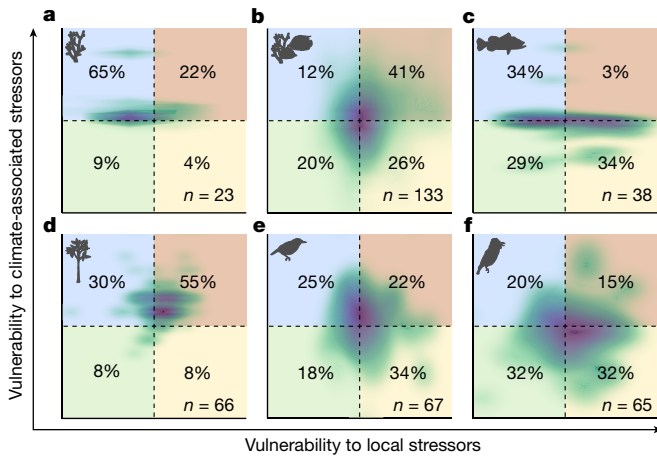 a
b
c
65%
22%
12%
41%
34%
3%
9%
4%
20%
26%
29%
34%
n = 23
n = 133
n = 38
d
e
f
30%
55%
25%
22%
20%
15%
8%
8%
18%
34%
32%
32%
n = 66
n = 67
n = 65
Vulnerability to climate-associated stressors
Vulnerability to local stressors